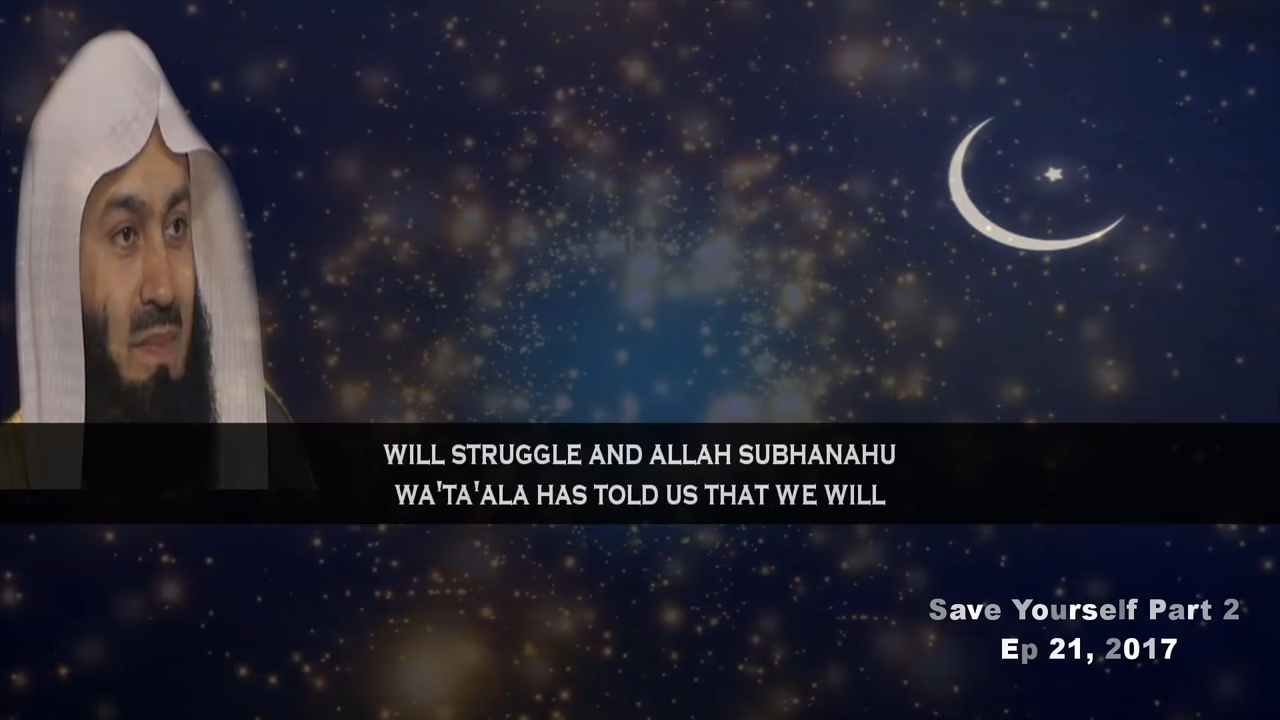 WILL STRUGGLE AND ALLAH SUBHANAHU
WA'TA'ALA HAS TOLD US THAT WE WILL
Save Yourself Part 2
Ep 21, 2017